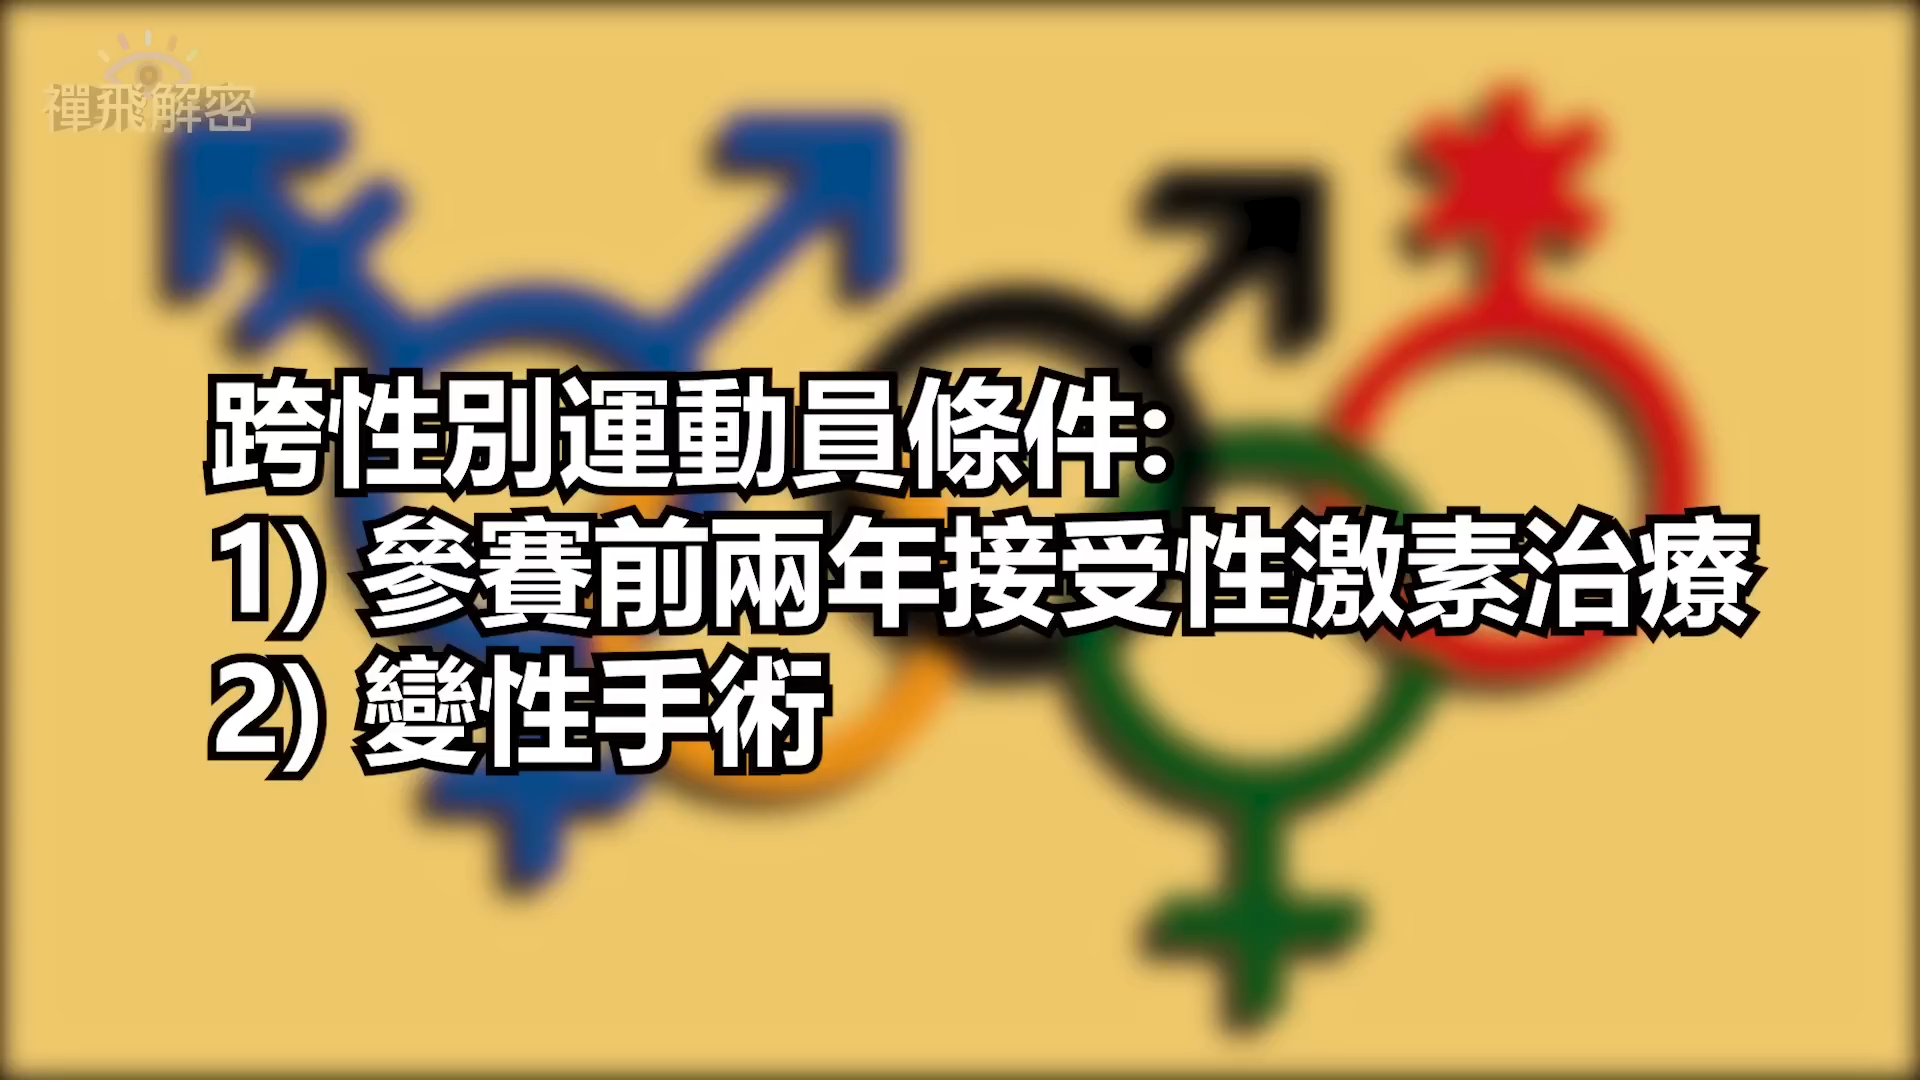 禪飛解密
跨性別運動員條件:
1) 參賽前兩年接受性激素治療
2) 變性手術